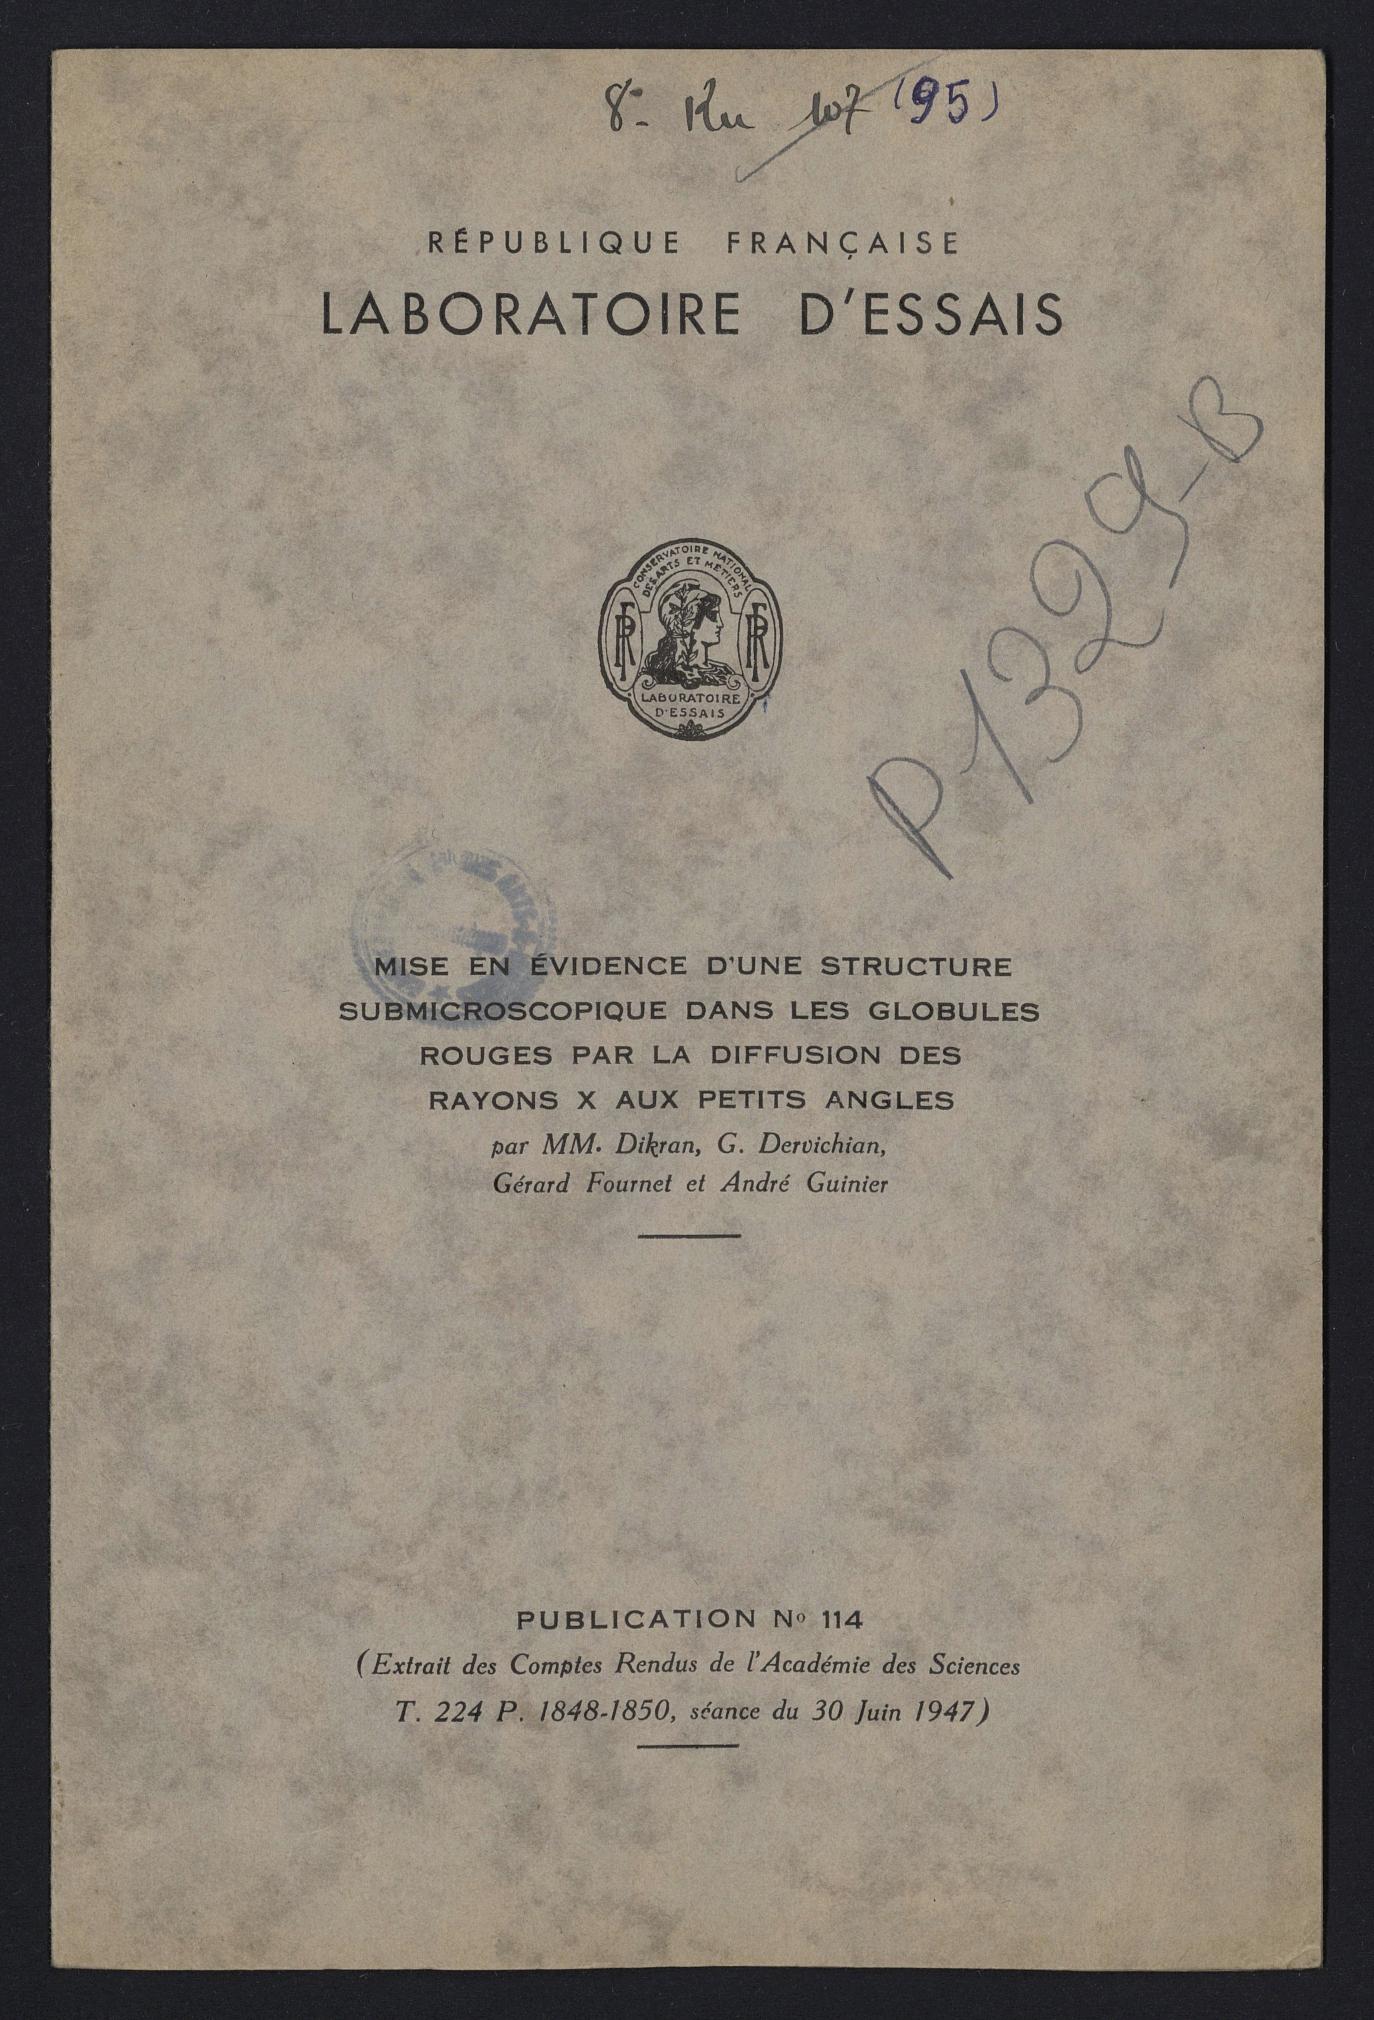 8º Ku 107 (95)
RÉPUBLIQUE FRANÇAISE
LABORATOIRE D'ESSAIS
P1329-B
CONSERVATOIRE NATIONAL
DES ARTS ET METIERS
RF RF
LABORATOIRE
D'ESSAIS
MISE EN ÉVIDENCE D'UNE STRUCTURE
SUBMICROSCOPIQUE DANS LES GLOBULES
ROUGES PAR LA DIFFUSION DES
RAYONS X AUX PETITS ANGLES
par MM. Dikran, G. Dervichian,
Gérard Fournet et André Guinier
PUBLICATION Nº 114
(Extrait des Comptes Rendus de l'Académie des Sciences
T. 224 P. 1848-1850, séance du 30 Juin 1947)